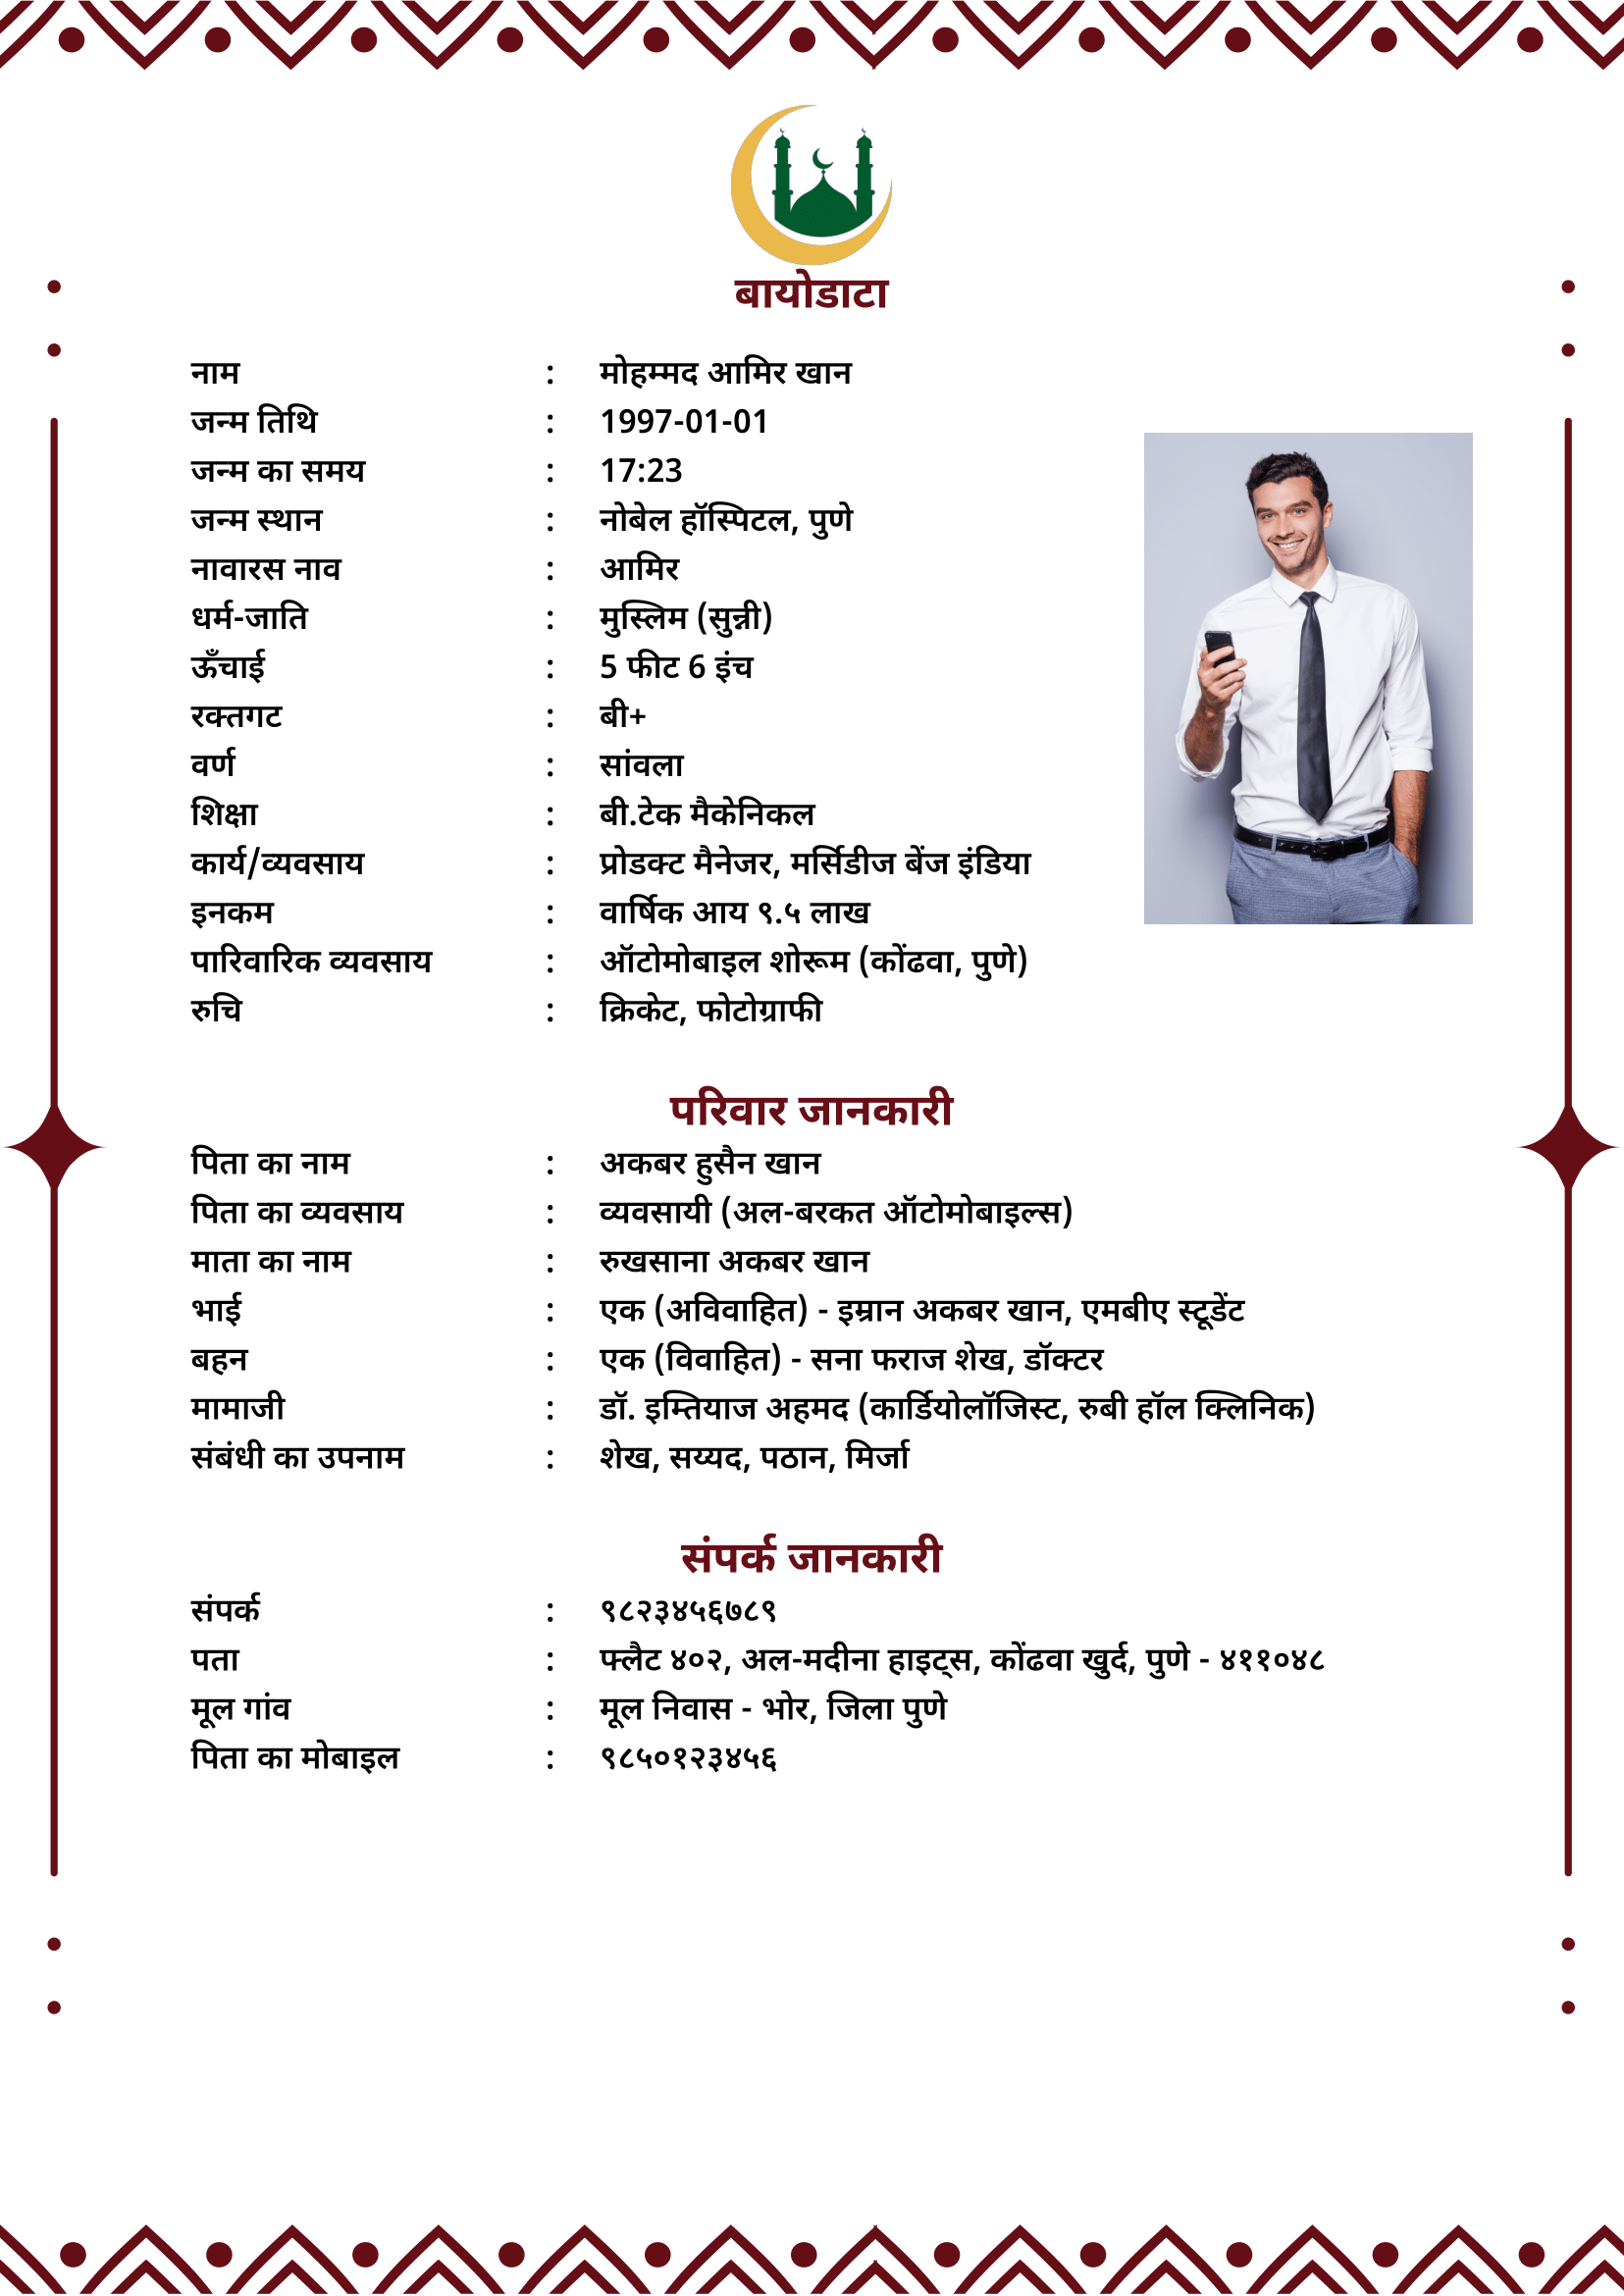 बायोडाटा
नाम : मोहम्मद आमिर खान
जन्म तिथि : 1997-01-01
जन्म का समय : 17:23
जन्म स्थान : नोबेल हॉस्पिटल, पुणे
नावारस नाव : आमिर
धर्म-जाति : मुस्लिम (सुन्नी)
ऊँचाई : 5 फीट 6 इंच
रक्तगट : बी+
वर्ण : सांवला
शिक्षा : बी.टेक मैकेनिकल
कार्य/व्यवसाय : प्रोडक्ट मैनेजर, मर्सिडीज बेंज इंडिया
इनकम : वार्षिक आय ९.५ लाख
पारिवारिक व्यवसाय : ऑटोमोबाइल शोरूम (कोंढवा, पुणे)
रुचि : क्रिकेट, फोटोग्राफी
परिवार जानकारी
पिता का नाम : अकबर हुसैन खान
पिता का व्यवसाय : व्यवसायी (अल-बरकत ऑटोमोबाइल्स)
माता का नाम : रुखसाना अकबर खान
भाई : एक (अविवाहित) - इम्रान अकबर खान, एमबीए स्टूडेंट
बहन : एक (विवाहित) - सना फराज शेख, डॉक्टर
मामाजी : डॉ. इम्तियाज अहमद (कार्डियोलॉजिस्ट, रुबी हॉल क्लिनिक)
संबंधी का उपनाम : शेख, सय्यद, पठान, मिर्जा
संपर्क जानकारी
संपर्क : ९८२३४५६७८९
पता : फ्लैट ४०२, अल-मदीना हाइट्स, कोंढवा खुर्द, पुणे - ४११०४८
मूल गांव : मूल निवास - भोर, जिला पुणे
पिता का मोबाइल : ९८५०१२३४५६